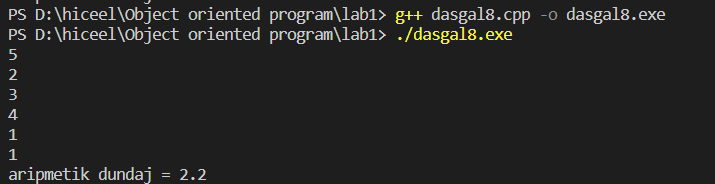 PS D:\hiceel\Object oriented program\lab1> g++ dasgal8.cpp -o dasgal8.exe
PS D:\hiceel\Object oriented program\lab1> ./dasgal8.exe
5
2
3
4
1
1
aripmetik dundaj = 2.2